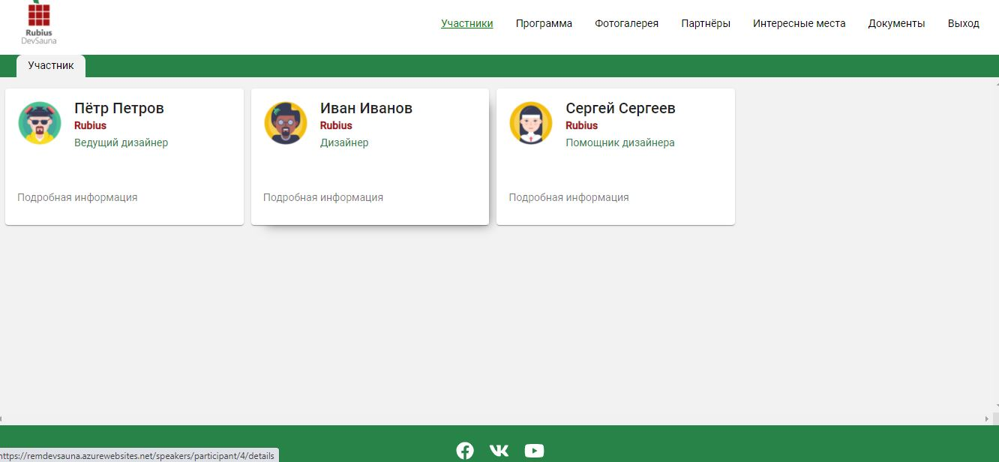 Rubius
DevSauna
Участники Программа Фотогалерея Партнёры Интересные места Документы Выход
Участник
Пётр Петров
Rubius
Ведущий дизайнер
Подробная информация
Иван Иванов
Rubius
Дизайнер
Подробная информация
Сергей Сергеев
Rubius
Помощник дизайнера
Подробная информация
https://remdevsauna.azurewebsites.net/speakers/participant/4/details